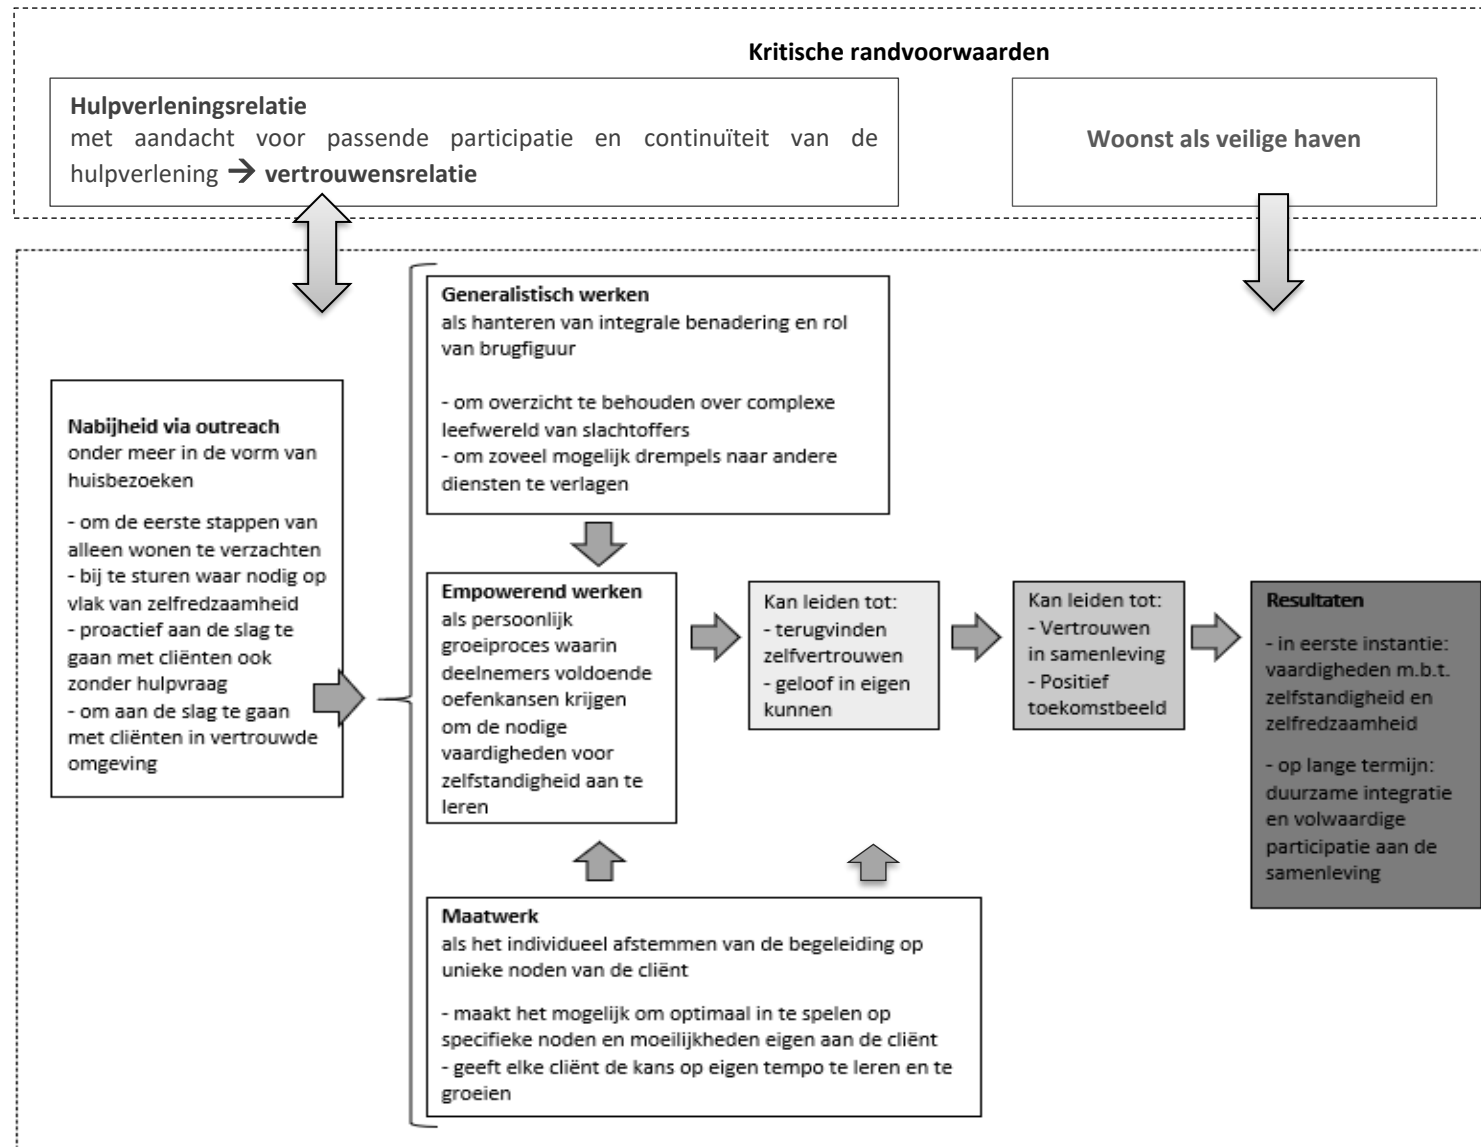 Kritische randvoorwaarden
Hulpverleningsrelatie
met aandacht voor passende participatie en continuïteit van de
hulpverlening → vertrouwensrelatie
Woonst als veilige haven
Nabijheid via outreach
onder meer in de vorm van
huisbezoeken
- om de eerste stappen van
alleen wonen te verzachten
- bij te sturen waar nodig op
vlak van zelfredzaamheid
- proactief aan de slag te
gaan met cliënten ook
zonder hulpvraag
- om aan de slag te gaan
met cliënten in vertrouwde
omgeving
Generalistisch werken
als hanteren van integrale benadering en rol
van brugfiguur
- om overzicht te behouden over complexe
leefwereld van slachtoffers
- om zoveel mogelijk drempels naar andere
diensten te verlagen
Empowerend werken
als persoonlijk
groeiproces waarin
deelnemers voldoende
oefenkansen krijgen
om de nodige
vaardigheden voor
zelfstandigheid aan te
leren
Maatwerk
als het individueel afstemmen van de begeleiding op
unieke noden van de cliënt
- maakt het mogelijk om optimaal in te spelen op
specifieke noden en moeilijkheden eigen aan de cliënt
- geeft elke cliënt de kans op eigen tempo te leren en te
groeien
Kan leiden tot:
- terugvinden
zelfvertrouwen
- geloof in eigen
kunnen
Kan leiden tot:
- Vertrouwen
in samenleving
- Positief
toekomstbeeld
Resultaten
- in eerste instantie:
vaardigheden m.b.t.
zelfstandigheid en
zelfredzaamheid
- op lange termijn:
duurzame integratie
en volwaardige
participatie aan de
samenleving